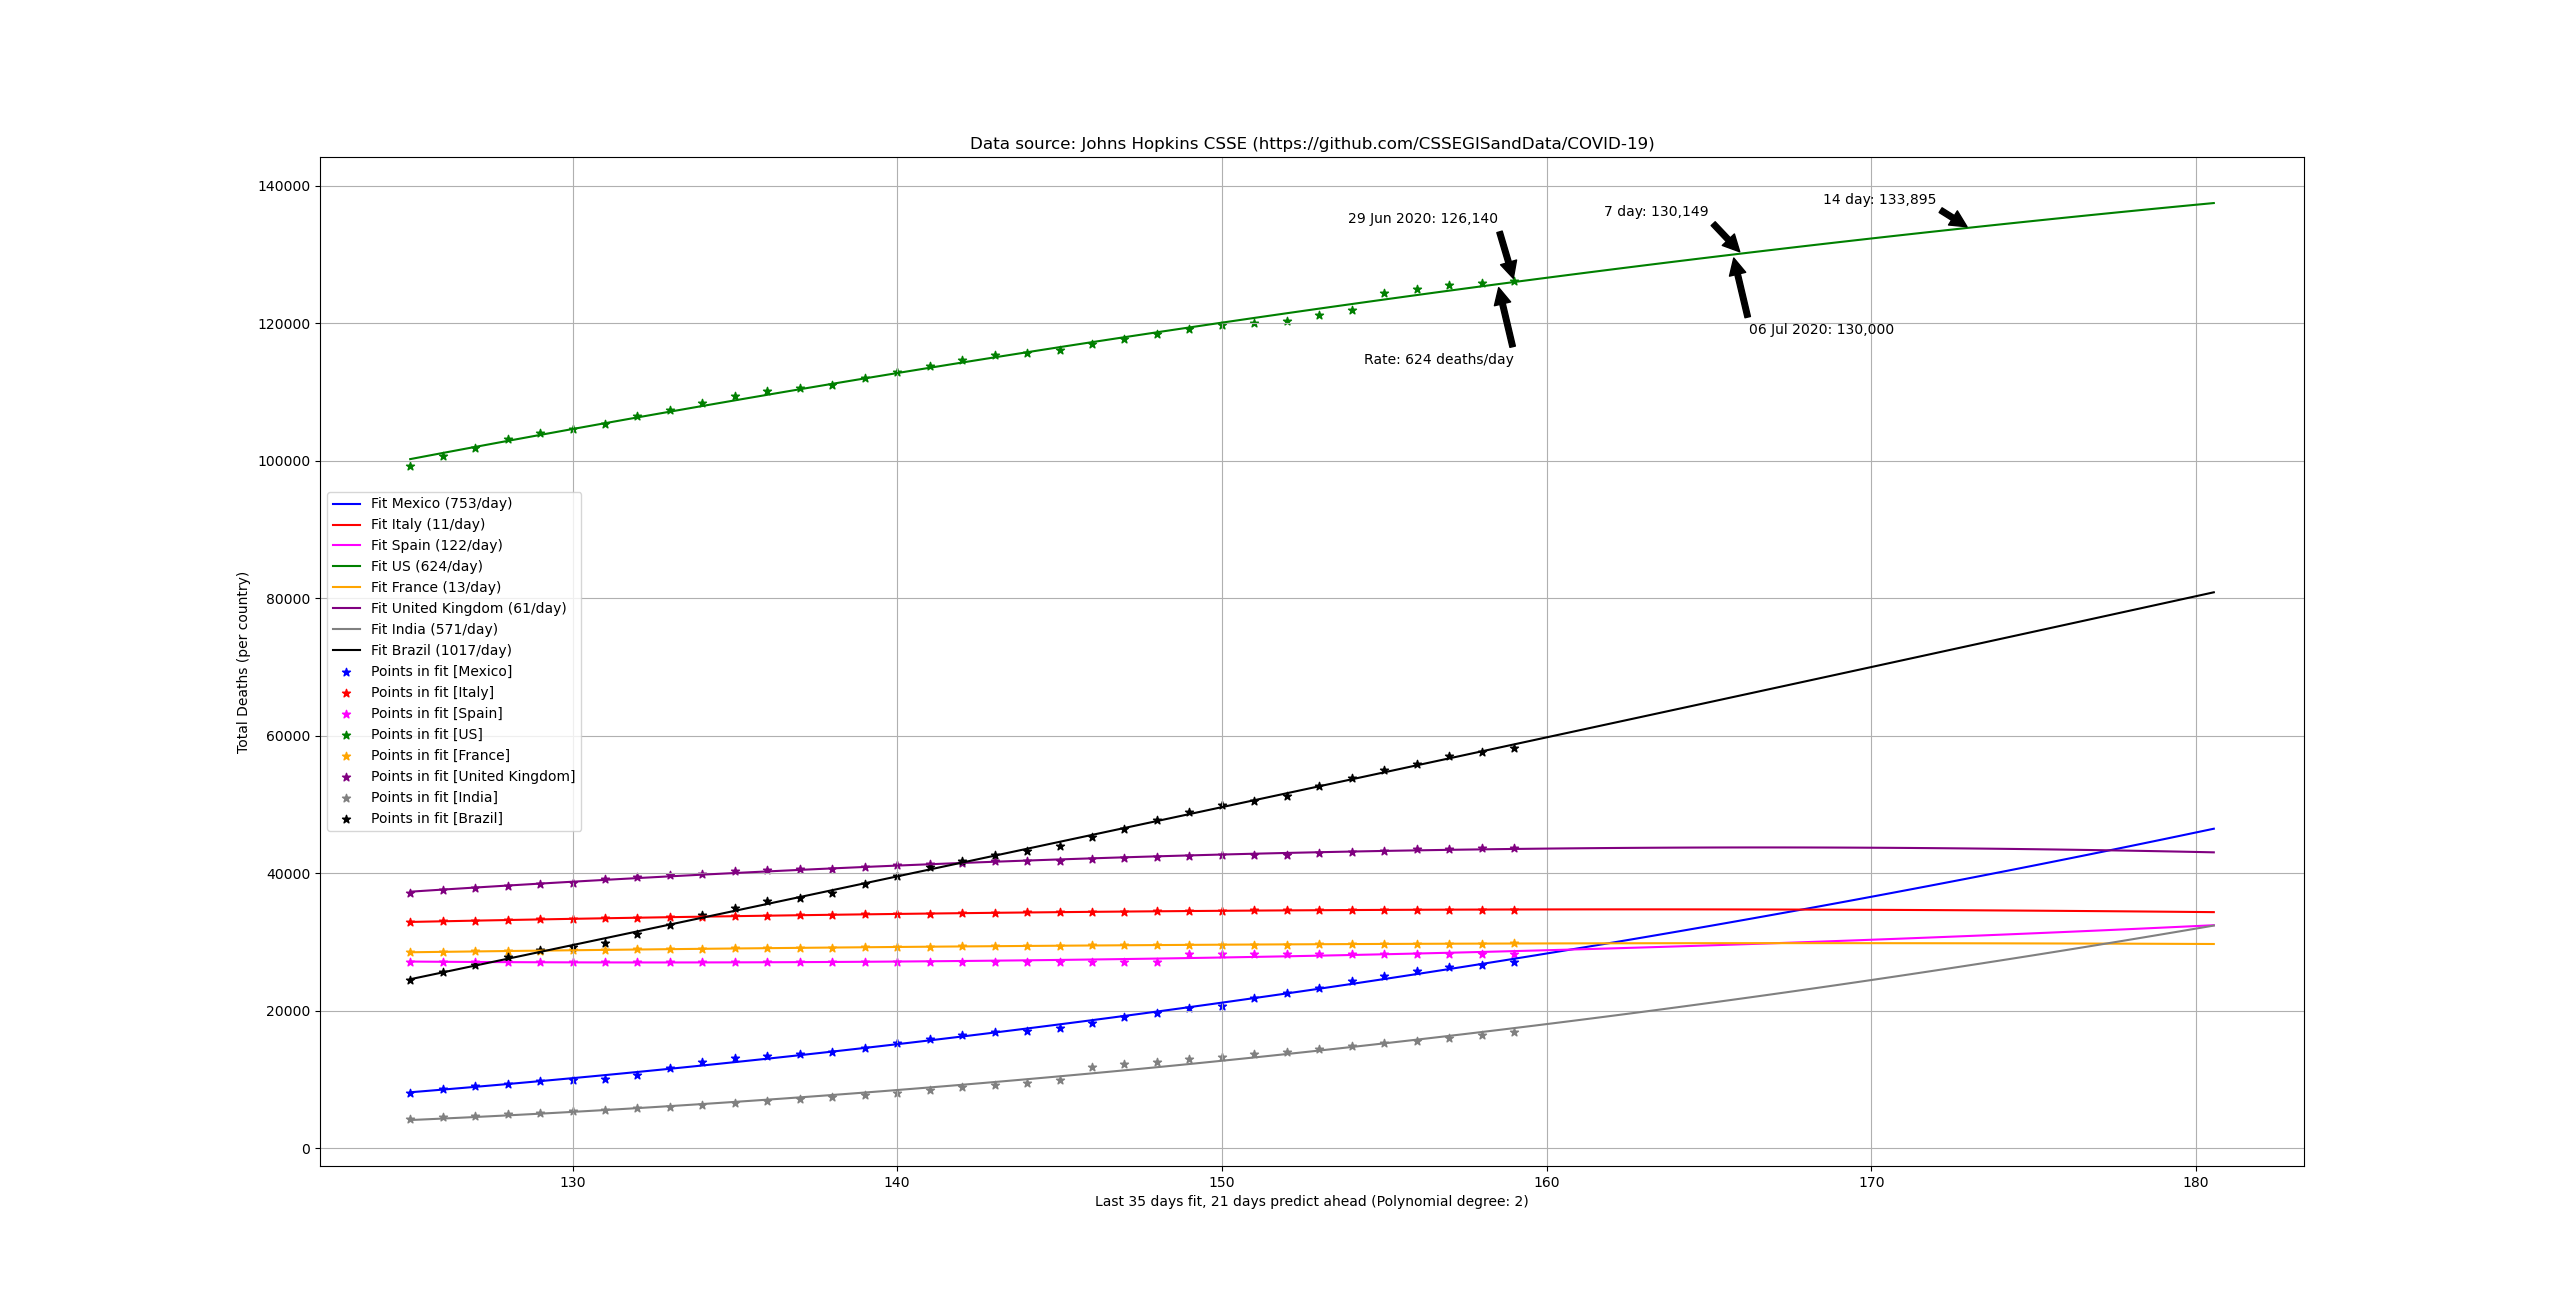 Data source: Johns Hopkins CSSE (https://github.com/CSSEGISandData/COVID-19)
140000
120000
100000
80000
60000
40000
20000
0
Total Deaths (per country)
29 Jun 2020: 126,140
7 day: 130,149
14 day: 133,895
06 Jul 2020: 130,000
Rate: 624 deaths/day
Fit Mexico (753/day)
Fit Italy (11/day)
Fit Spain (122/day)
Fit US (624/day)
Fit France (13/day)
Fit United Kingdom (61/day)
Fit India (571/day)
Fit Brazil (1017/day)
Points in fit [Mexico]
Points in fit [Italy]
Points in fit [Spain]
Points in fit [US]
Points in fit [France]
Points in fit [United Kingdom]
Points in fit [India]
Points in fit [Brazil]
130 140 150 160 170 180
Last 35 days fit, 21 days predict ahead (Polynomial degree: 2)